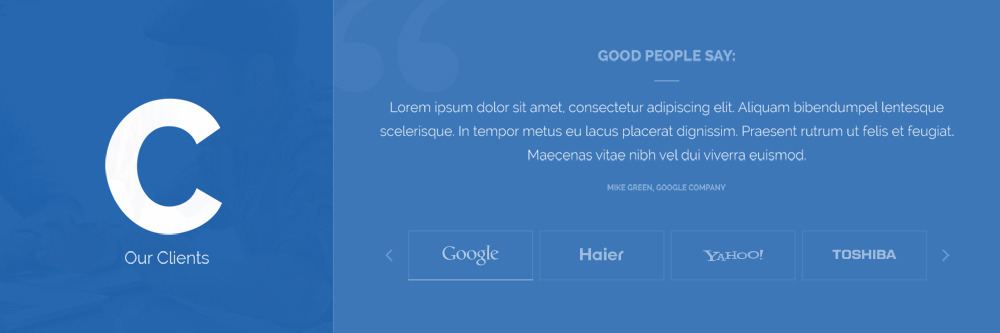 C
Our Clients
GOOD PEOPLE SAY:
Lorem ipsum dolor sit amet, consectetur adipiscing elit. Aliquam bibendumpel lentesque
scelerisque. In tempor metus eu lacus placerat dignissim. Praesent rutrum ut felis et feugiat.
Maecenas vitae nibh vel dui viverra euismod.
MIKE GREEN, GOOGLE COMPANY
Google Haier YAHOO! TOSHIBA